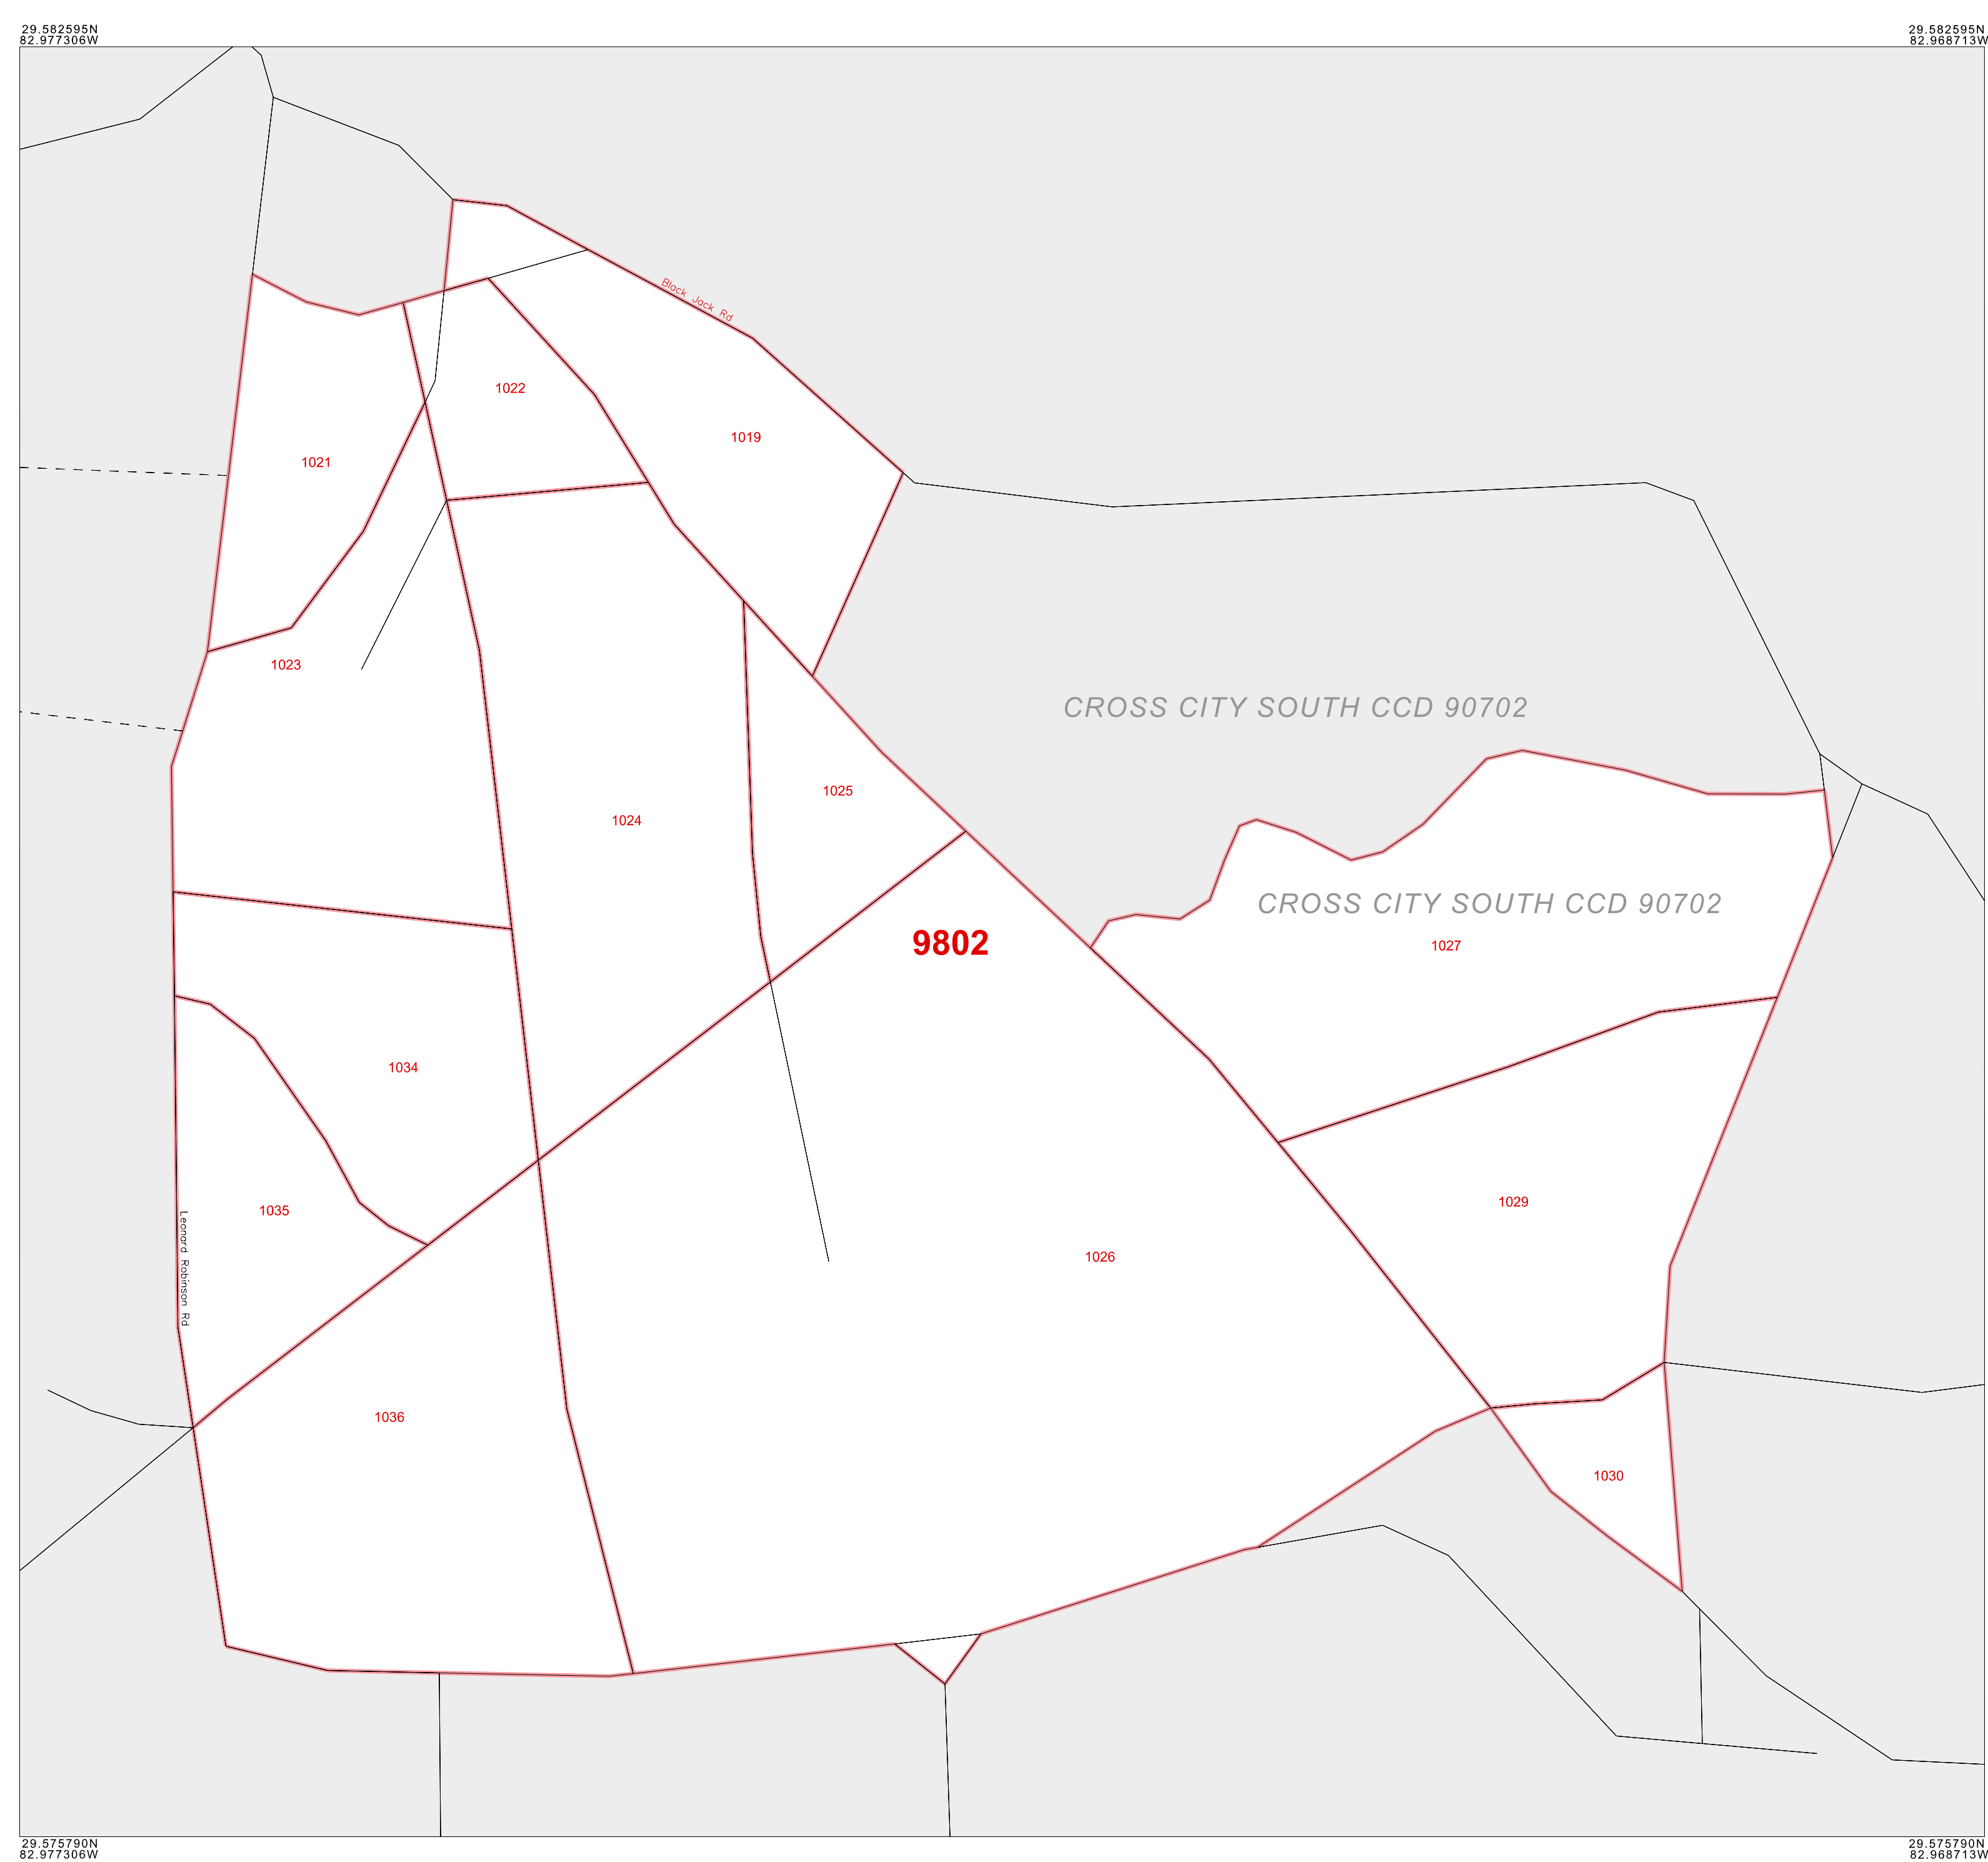 29.582595N
82.977306W
29.582595N
82.968713W
Black Jack Rd
1022
1019
1021
1023
CROSS CITY SOUTH CCD 90702
1025
1024
CROSS CITY SOUTH CCD 90702
9802
1027
1034
1029
1035
Leonard Robinson Rd
1026
1036
1030
29.575790N
82.977306W
29.575790N
82.968713W